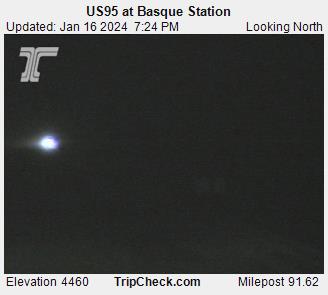 US95 at Basque Station
Updated: Jan 16 2024 7:24 PM Looking North
Elevation 4460 TripCheck.com Milepost 91.62